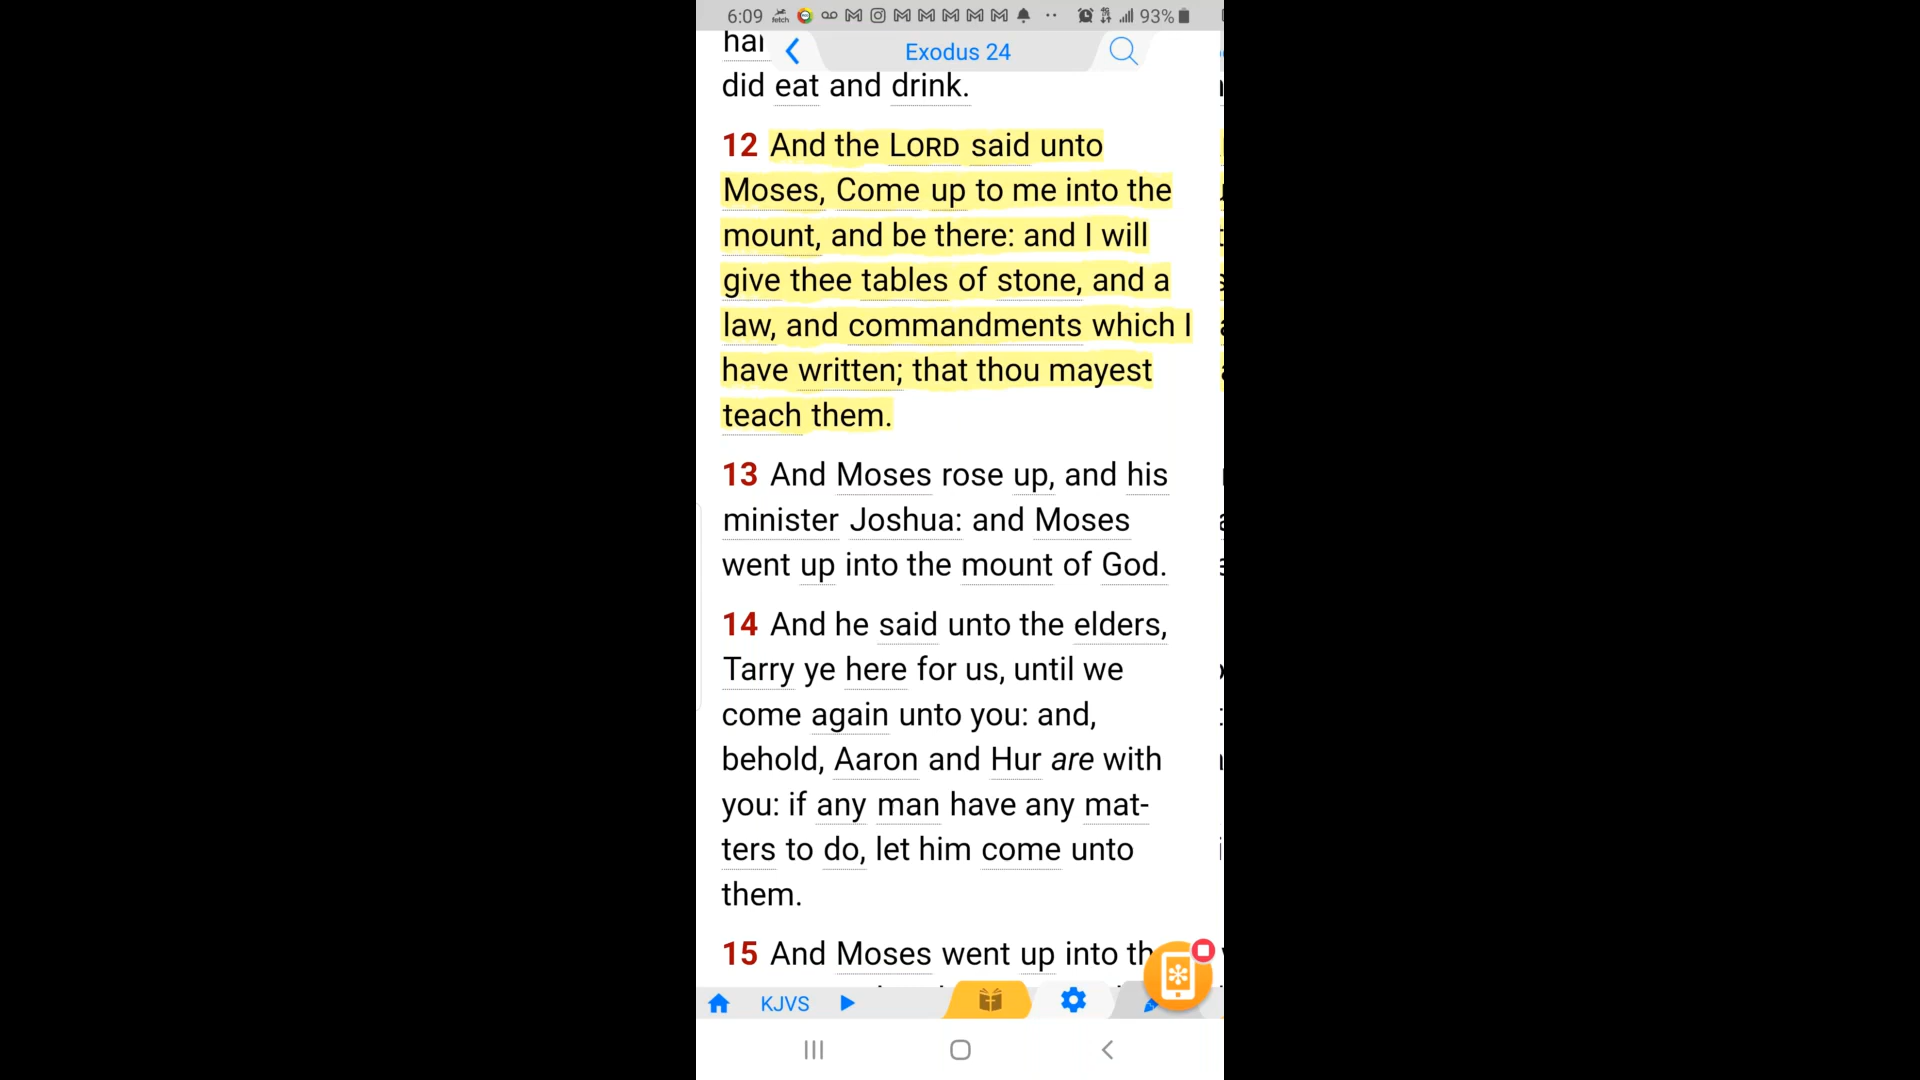 6:09 fetch 93%
Exodus 24
did eat and drink.
12 And the LORD said unto
Moses, Come up to me into the
mount, and be there: and I will
give thee tables of stone, and a
law, and commandments which I
have written; that thou mayest
teach them.
13 And Moses rose up, and his
minister Joshua: and Moses
went up into the mount of God.
14 And he said unto the elders,
Tarry ye here for us, until we
come again unto you: and,
behold, Aaron and Hur are with
you: if any man have any mat-
ters to do, let him come unto
them.
15 And Moses went up into th
KJVS